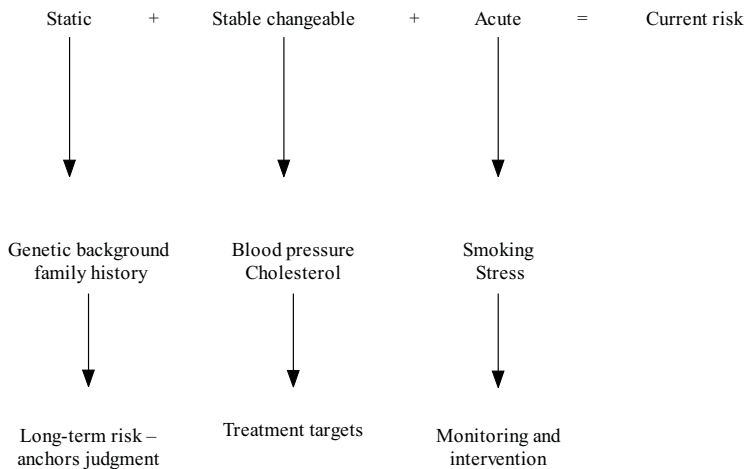 Static + Stable changeable + Acute = Current risk
Genetic background
family history
Blood pressure
Cholesterol
Smoking
Stress
Long-term risk –
anchors judgment
Treatment targets
Monitoring and
intervention